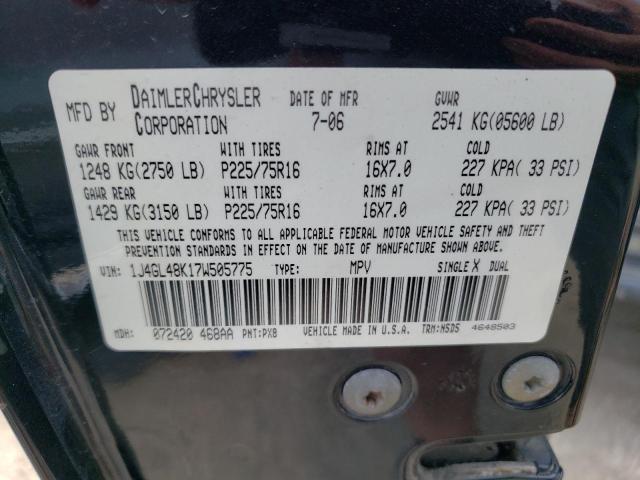 MFD BY DAIMLERCHRYSLER CORPORATION DATE OF MFR 7-06 GVWR 2541 KG(05600 LB)
GAWR FRONT WITH TIRES RIMS AT COLD
1248 KG(2750 LB) P225/75R16 16X7.0 227 KPA( 33 PSI)
GAWR REAR WITH TIRES RIMS AT COLD
1429 KG(3150 LB) P225/75R16 16X7.0 227 KPA( 33 PSI)
THIS VEHICLE CONFORMS TO ALL APPLICABLE FEDERAL MOTOR VEHICLE SAFETY AND THEFT
PREVENTION STANDARDS IN EFFECT ON THE DATE OF MANUFACTURE SHOWN ABOVE.
VIN: 1J4GL48K17W505775 TYPE: MPV SINGLE X DUAL
MDH: 072420 468AA PNT:PX8 VEHICLE MADE IN U.S.A. TRM:NSDS 4648503